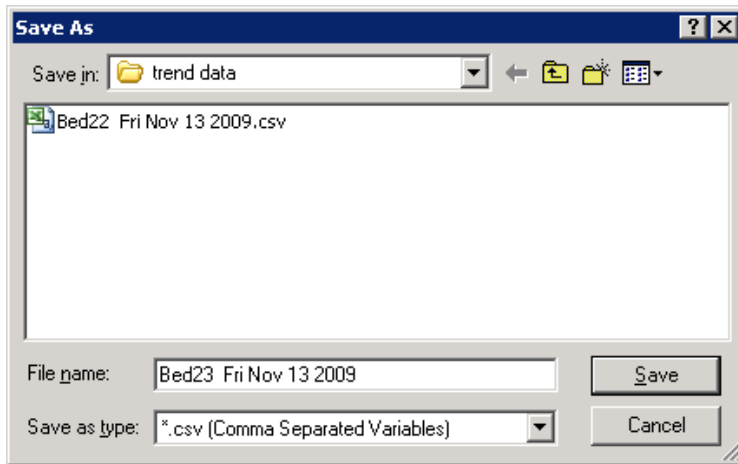 Save As
Save in: trend data
Bed22 Fri Nov 13 2009.csv
File name: Bed23 Fri Nov 13 2009 Save
Save as type: *.csv (Comma Separated Variables) Cancel